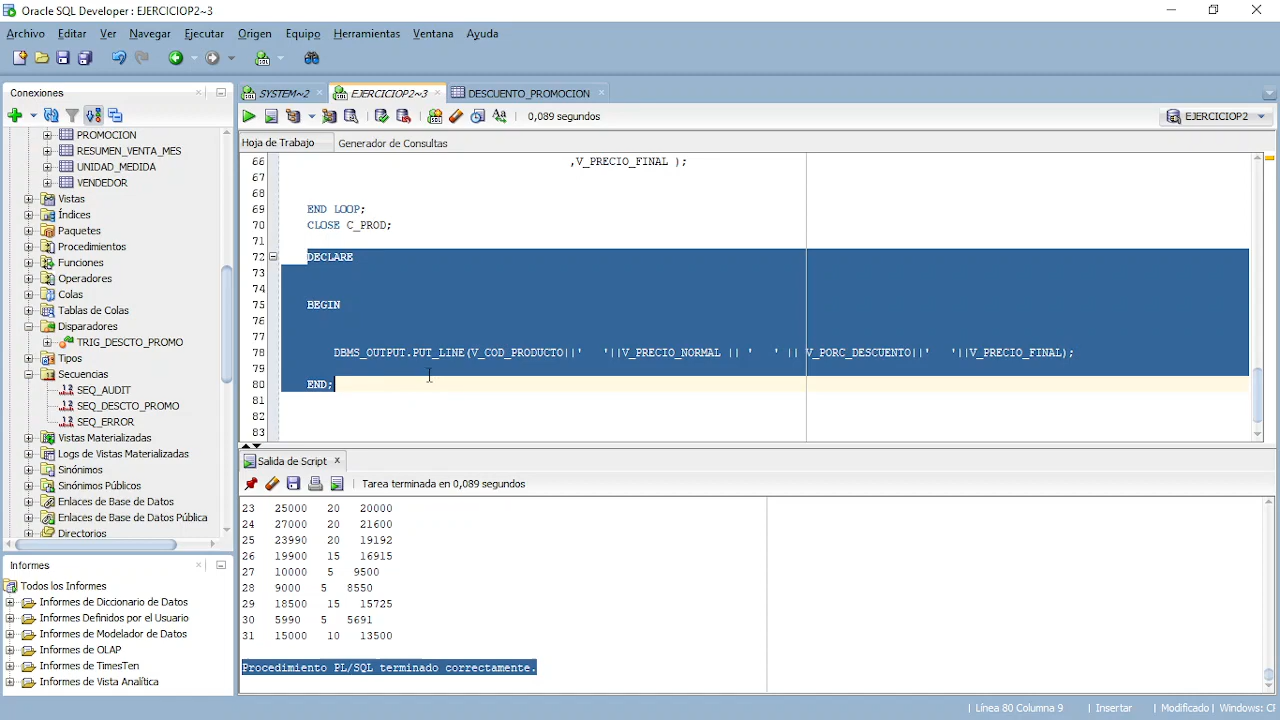 Oracle SQL Developer : EJERCICIOP2~3
Archivo Editar Ver Navegar Ejecutar Origen Equipo Herramientas Ventana Ayuda
Conexiones
SYSTEM~2 EJERCICIOP2~3 DESCUENTO_PROMOCION
0,089 segundos
EJERCICIOP2
Hoja de Trabajo Generador de Consultas
PROMOCION
RESUMEN_VENTA_MES
UNIDAD_MEDIDA
VENDEDOR
Vistas
Índices
Paquetes
Procedimientos
Funciones
Operadores
Colas
Tablas de Colas
Disparadores
TRIG_DESCTO_PROMO
Tipos
Secuencias
SEQ_AUDIT
SEQ_DESCTO_PROMO
SEQ_ERROR
Vistas Materializadas
Logs de Vistas Materializadas
Sinónimos
Sinónimos Públicos
Enlaces de Base de Datos
Enlaces de Base de Datos Pública
Directorios
Informes
Todos los Informes
Informes de Diccionario de Datos
Informes Definidos por el Usuario
Informes de Modelador de Datos
Informes de OLAP
Informes de TimesTen
Informes de Vista Analítica
66 ,V_PRECIO_FINAL );
67
68
69 END LOOP;
70 CLOSE C_PROD;
71
72 DECLARE
73
74
75 BEGIN
76
77
78 DBMS_OUTPUT.PUT_LINE(V_COD_PRODUCTO||'   '||V_PRECIO_NORMAL || '   ' || V_PORC_DESCUENTO||'   '||V_PRECIO_FINAL);
79
80 END;
81
82
83
Salida de Script
Tarea terminada en 0,089 segundos
23 25000 20 20000
24 27000 20 21600
25 23990 20 19192
26 19900 15 16915
27 10000 5 9500
28 9000 5 8550
29 18500 15 15725
30 5990 5 5691
31 15000 10 13500
Procedimiento PL/SQL terminado correctamente.
Línea 80 Columna 9 Insertar Modificado Windows: CF